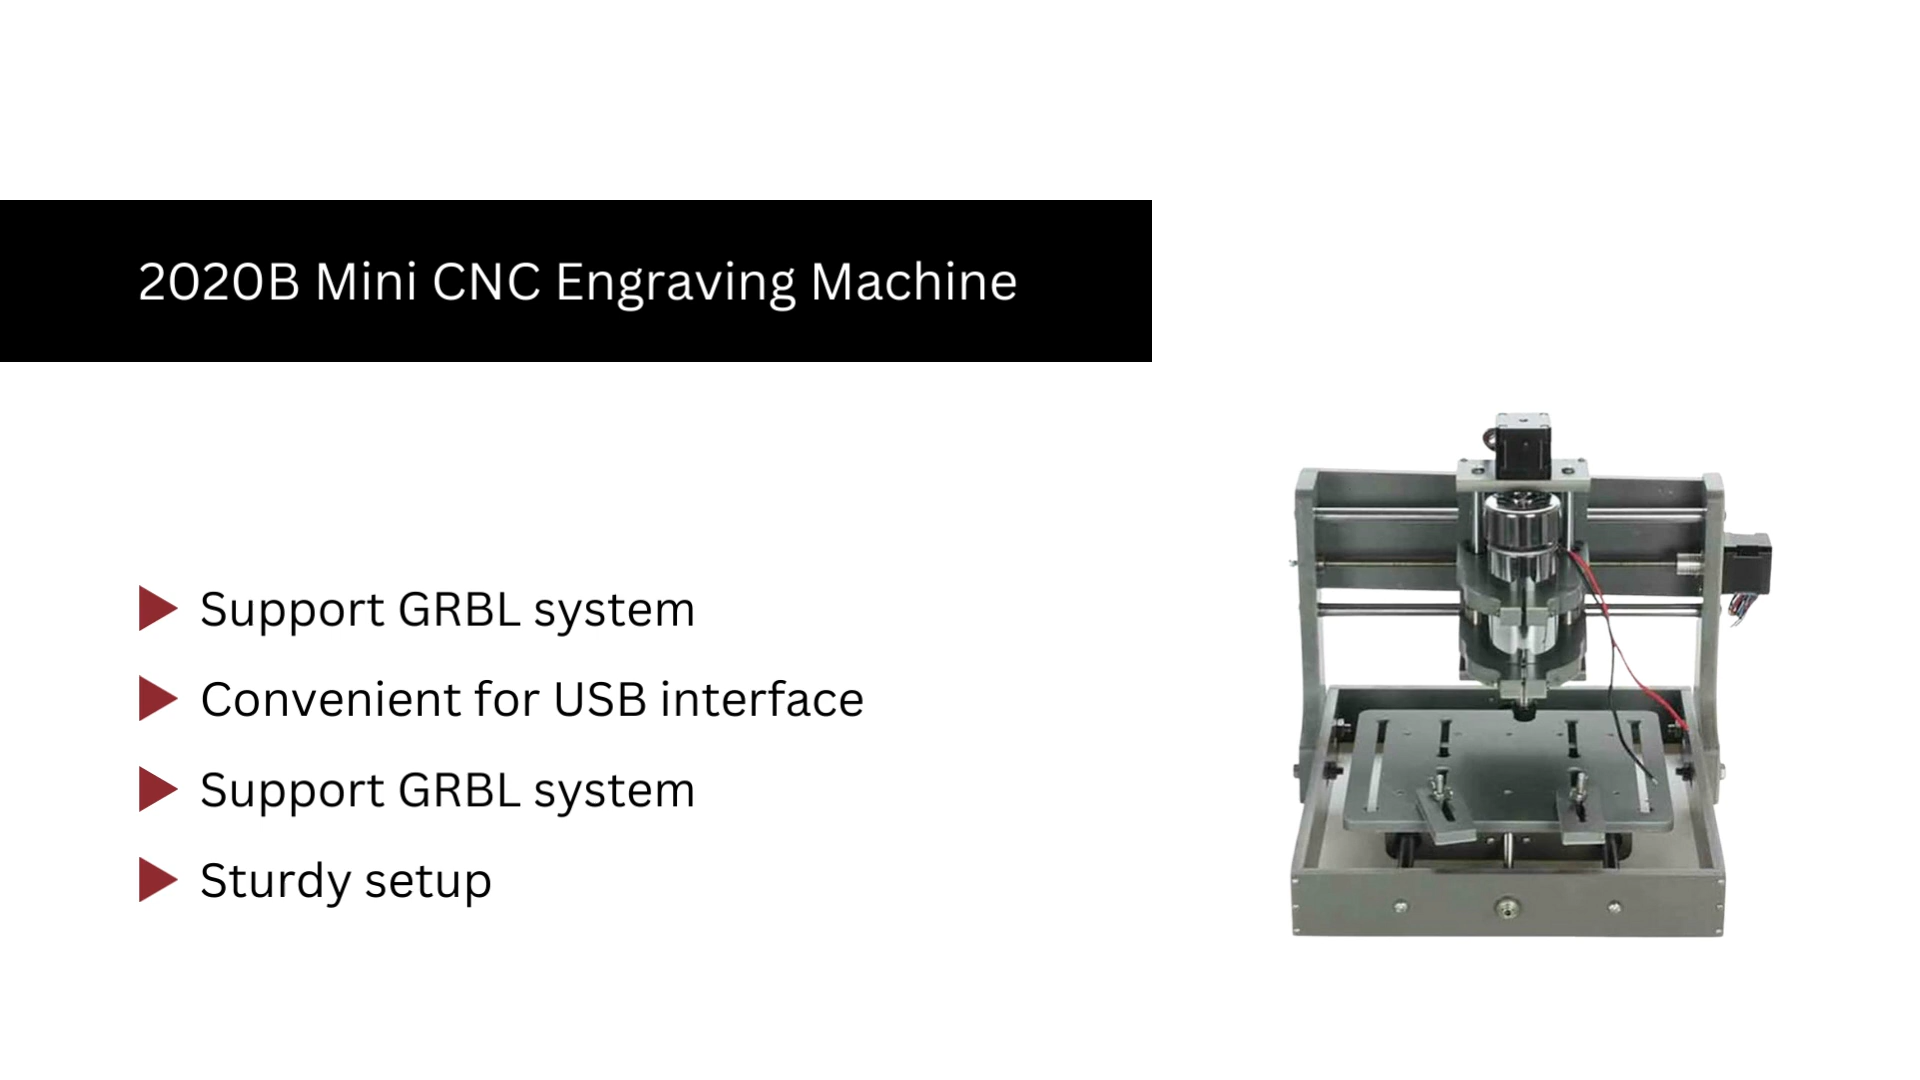 2020B Mini CNC Engraving Machine
Support GRBL system
Convenient for USB interface
Support GRBL system
Sturdy setup